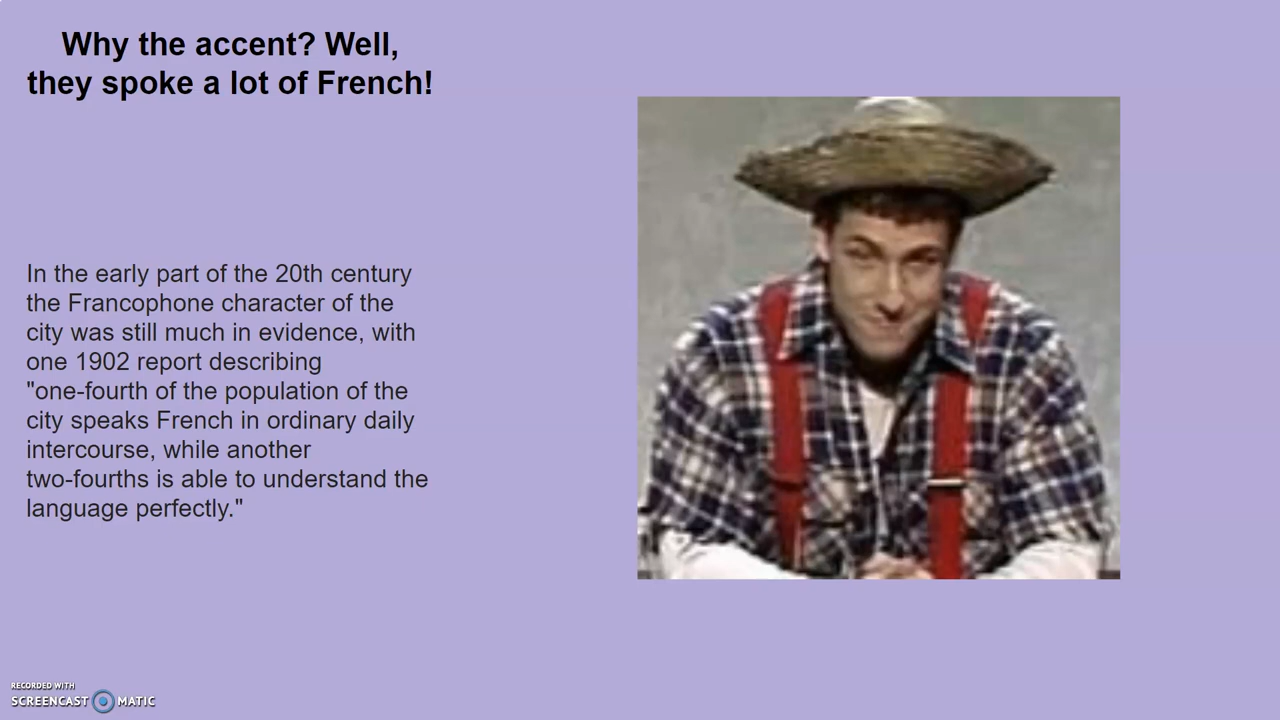 Why the accent? Well,
they spoke a lot of French!
In the early part of the 20th century
the Francophone character of the
city was still much in evidence, with
one 1902 report describing
"one-fourth of the population of the
city speaks French in ordinary daily
intercourse, while another
two-fourths is able to understand the
language perfectly."
RECORDED WITH
SCREENCAST MATIC